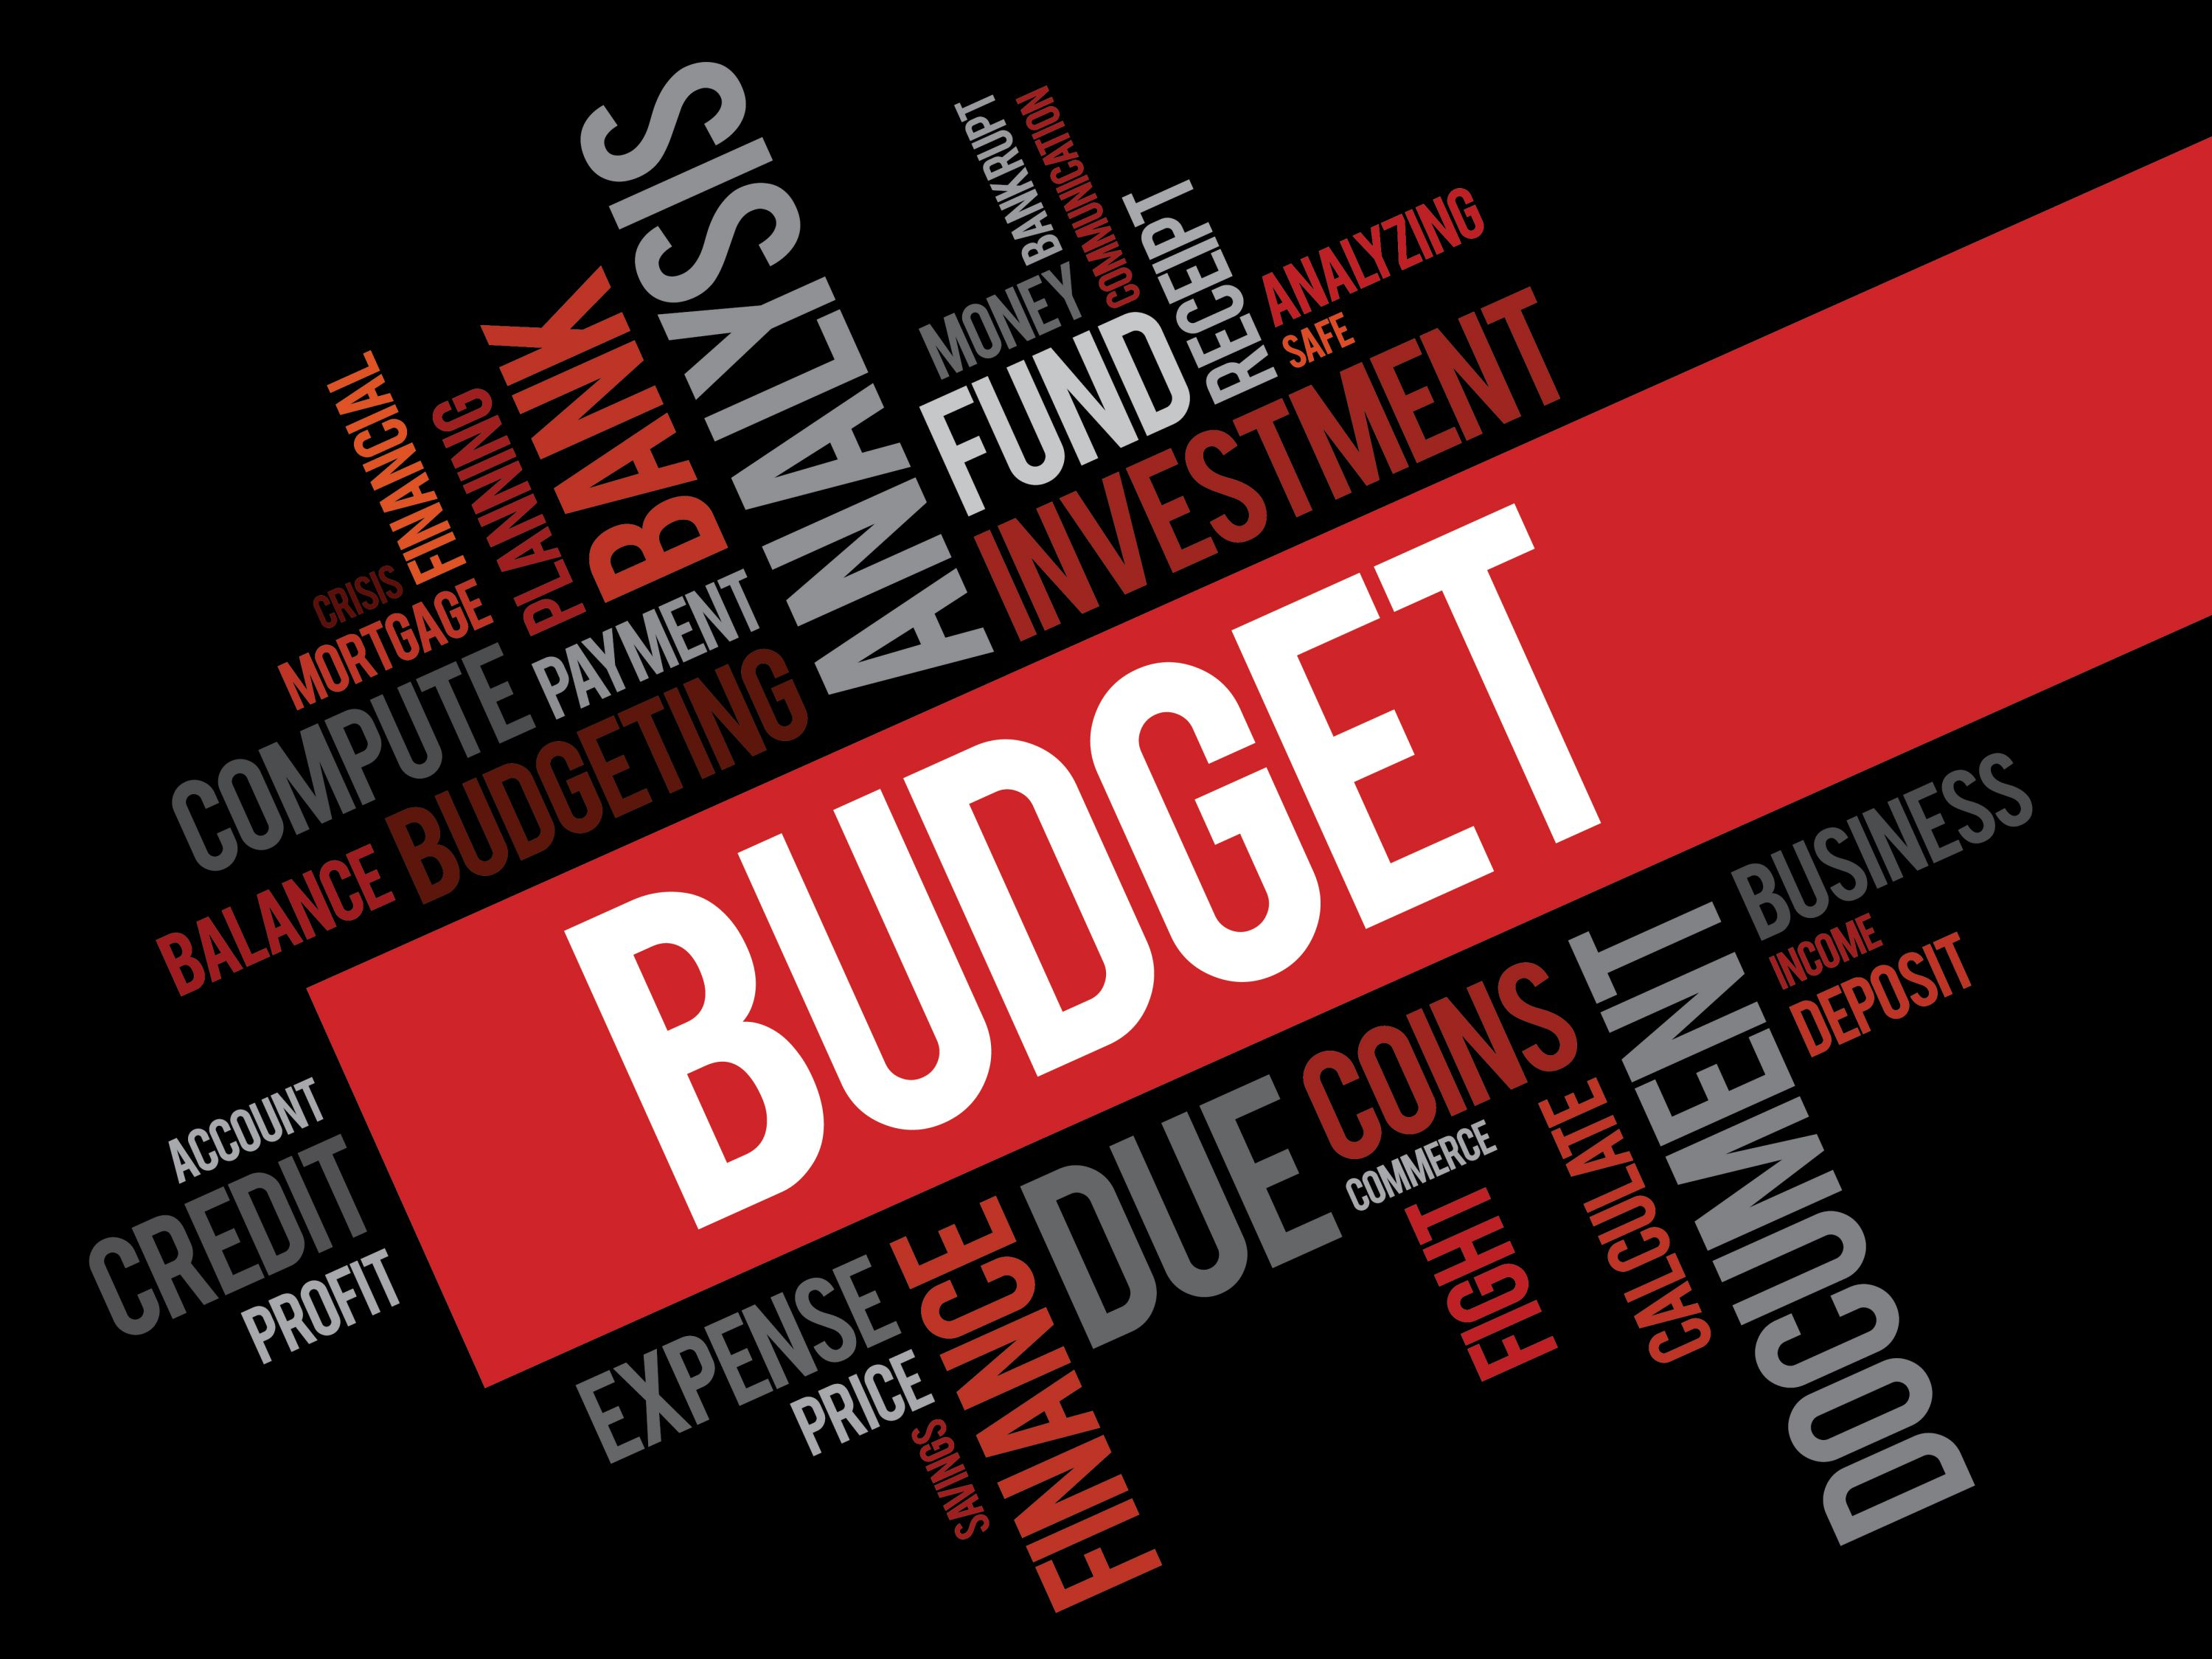 BANKRUPT
COMMUNICATION
MONEY
RECEIPT
ANALYZING
SAFE
FUND
INVESTMENT
ANALYSIS
BANK
PLANNING
FINANCIAL
CRISIS
MORTGAGE
PAYMENT
COMPUTE
BUDGETING
BALANCE
BUDGET
ACCOUNT
CREDIT
PROFIT
BUSINESS
INCOME
DEPOSIT
DOCUMENT
CALCULATE
COINS
COMMERCE
FIGHT
DUE
FINANCE
EXPENSE
PRICE
SAVINGS